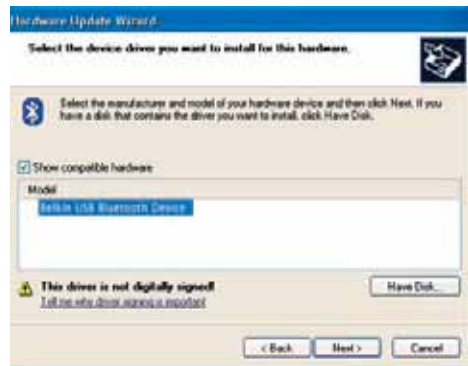 Hardware Update Wizard
Select the device driver you want to install for this hardware.
Select the manufacturer and model of your hardware device and then click Next. If you
have a disk that contains the driver you want to install, click Have Disk.
Show compatible hardware
Model
Belkin USB Bluetooth Device
This driver is not digitally signed!
Have Disk...
Tell me why driver signing is important
< Back
Next >
Cancel